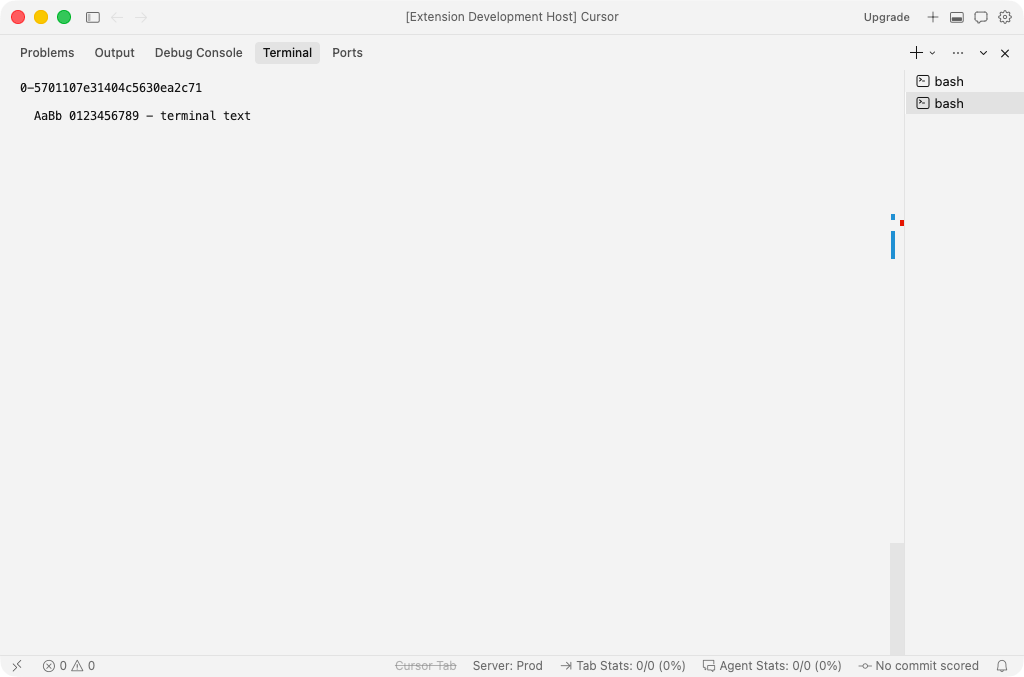 [Extension Development Host] Cursor
Upgrade
Problems Output Debug Console Terminal Ports
0-5701107e31404c5630ea2c71
AaBb 0123456789 - terminal text
bash
bash
0 0 Cursor Tab Server: Prod Tab Stats: 0/0 (0%) Agent Stats: 0/0 (0%) No commit scored